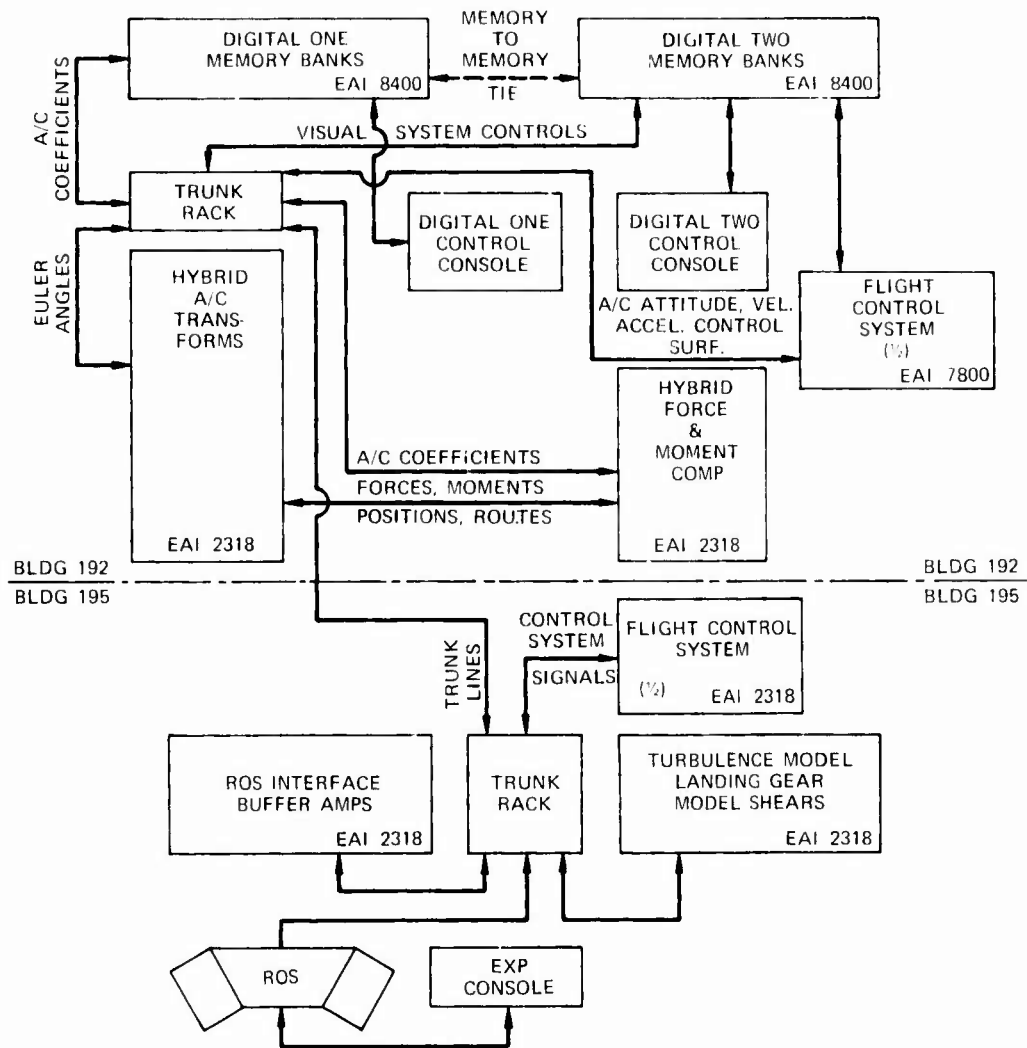 DIGITAL ONE
MEMORY BANKS
EAI 8400
MEMORY
TO
MEMORY
TIE
DIGITAL TWO
MEMORY BANKS
EAI 8400
A/C
COEFFICIENTS
VISUAL SYSTEM CONTROLS
TRUNK
RACK
DIGITAL ONE
CONTROL
CONSOLE
DIGITAL TWO
CONTROL
CONSOLE
EULER
ANGLES
HYBRID
A/C
TRANS-
FORMS
EAI 2318
A/C ATTITUDE, VEL.
ACCEL. CONTROL
SURF.
FLIGHT
CONTROL
SYSTEM
(½)
EAI 7800
HYBRID
FORCE
&
MOMENT
COMP
EAI 2318
A/C COEFFICIENTS
FORCES, MOMENTS
POSITIONS, ROUTES
BLDG 192
BLDG 192
BLDG 195
BLDG 195
TRUNK
LINES
CONTROL
SYSTEM
SIGNALS
FLIGHT CONTROL
SYSTEM
(½)
EAI 2318
ROS INTERFACE
BUFFER AMPS
EAI 2318
TRUNK
RACK
TURBULENCE MODEL
LANDING GEAR
MODEL SHEARS
EAI 2318
ROS
EXP
CONSOLE